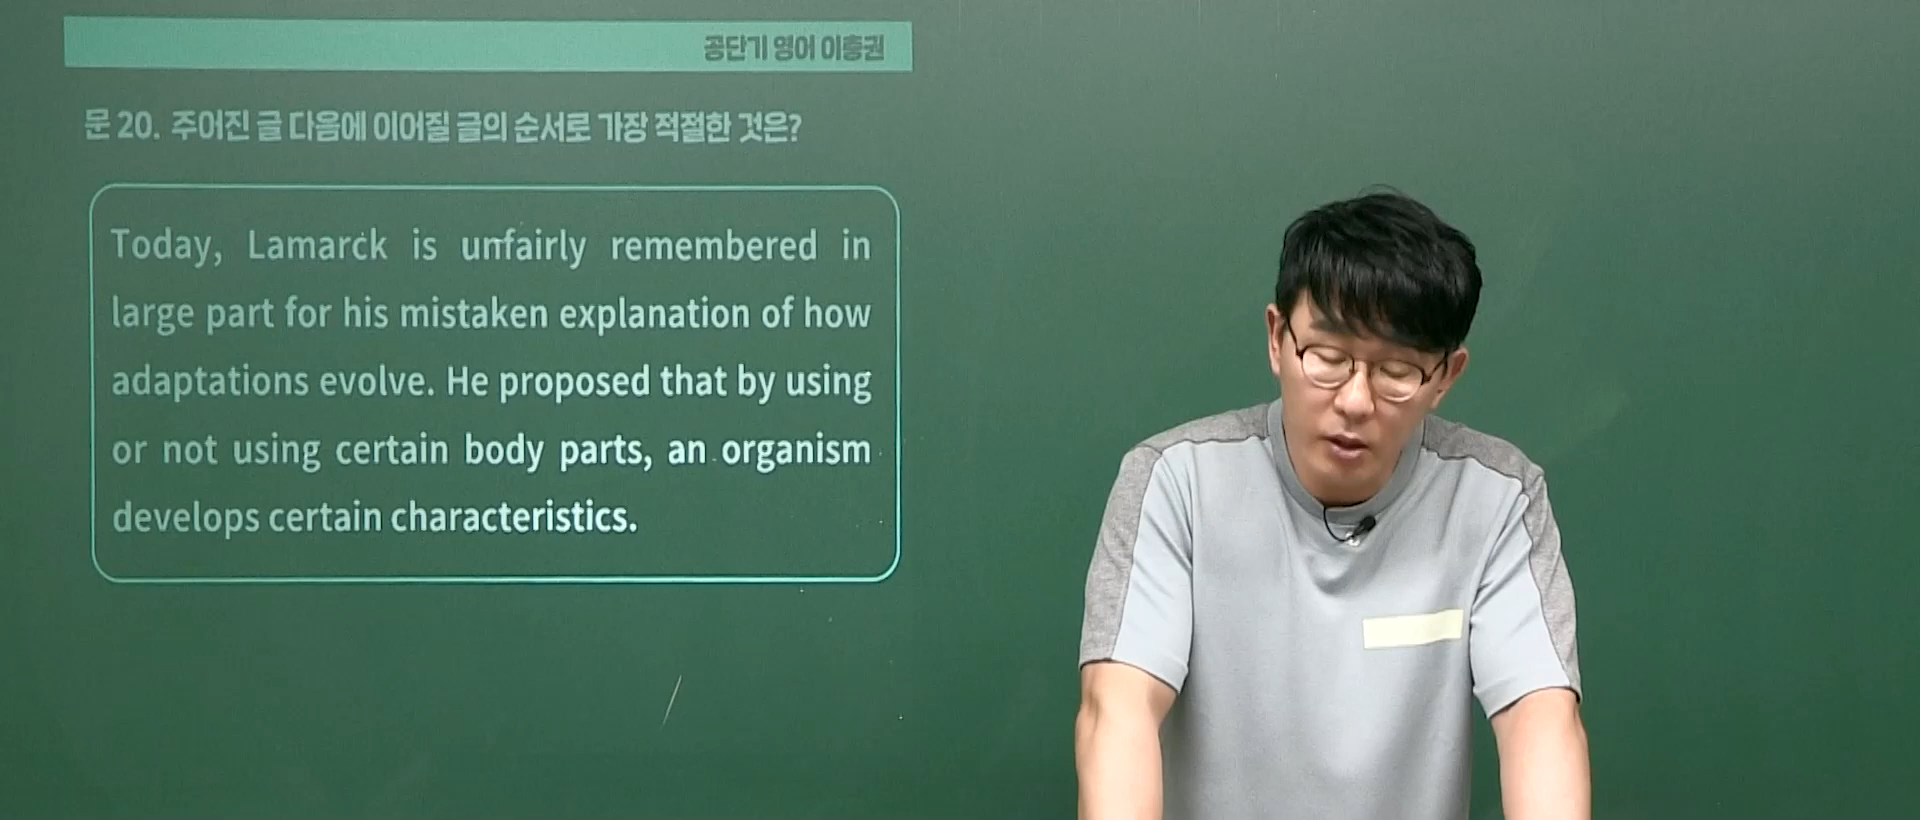 공단기 영어 이충권
문 20. 주어진 글 다음에 이어질 글의 순서로 가장 적절한 것은?
Today, Lamarck is unfairly remembered in
large part for his mistaken explanation of how
adaptations evolve. He proposed that by using
or not using certain body parts, an organism
develops certain characteristics.